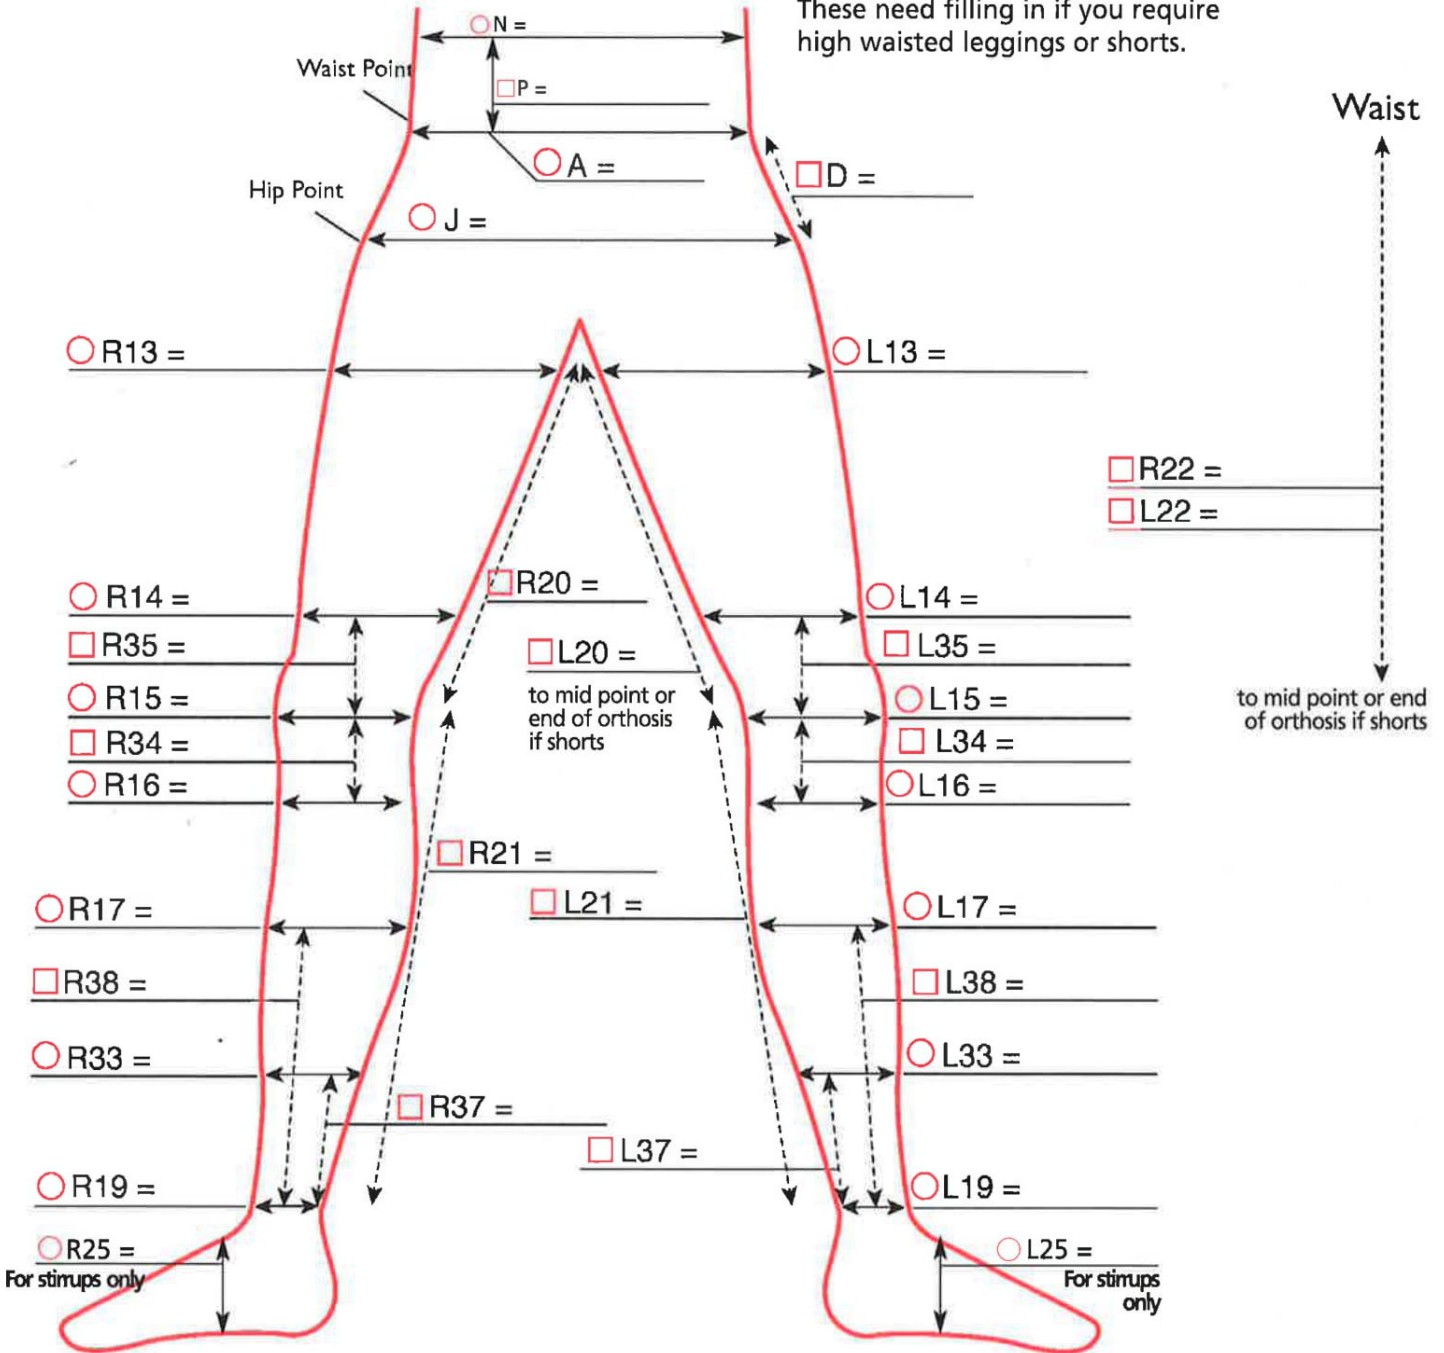 These need filling in if you require
high waisted leggings or shorts.
N =
Waist Point
P =
Waist
A =
D =
Hip Point
J =
R13 =
L13 =
R22 =
L22 =
R20 =
R14 =
L14 =
R35 =
L20 =
L35 =
to mid point or
end of orthosis
if shorts
R15 =
L15 =
to mid point or end
of orthosis if shorts
R34 =
L34 =
R16 =
L16 =
R21 =
L21 =
R17 =
L17 =
R38 =
L38 =
R33 =
L33 =
R37 =
L37 =
R19 =
L19 =
R25 =
For stirrups only
L25 =
For stirrups
only